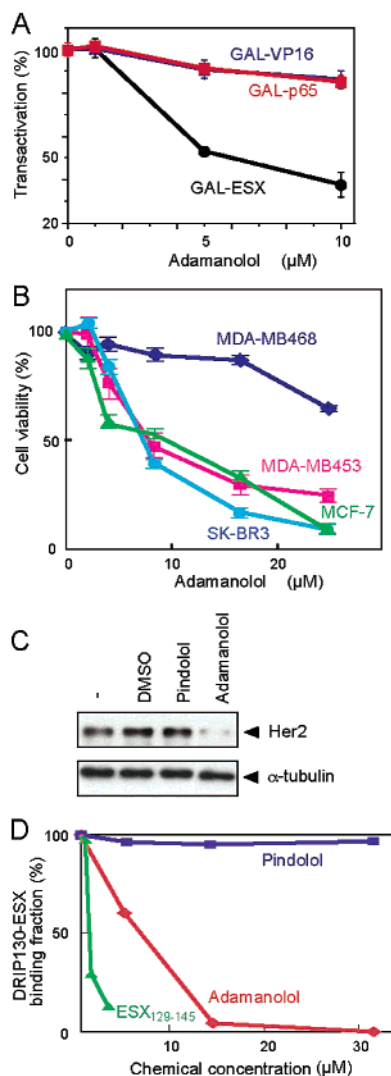 A
Transactivation (%)
100
50
20
GAL-VP16
GAL-p65
GAL-ESX
0
5
10
Adamanolol (µM)
B
Cell viability (%)
100
50
0
MDA-MB468
MDA-MB453
MCF-7
SK-BR3
0
10
20
Adamanolol (µM)
C
-
DMSO
Pindolol
Adamanolol
Her2
α-tubulin
D
DRIP130-ESX
binding fraction (%)
100
50
0
Pindolol
Adamanolol
ESX129-145
10
20
30
Chemical concentration (µM)